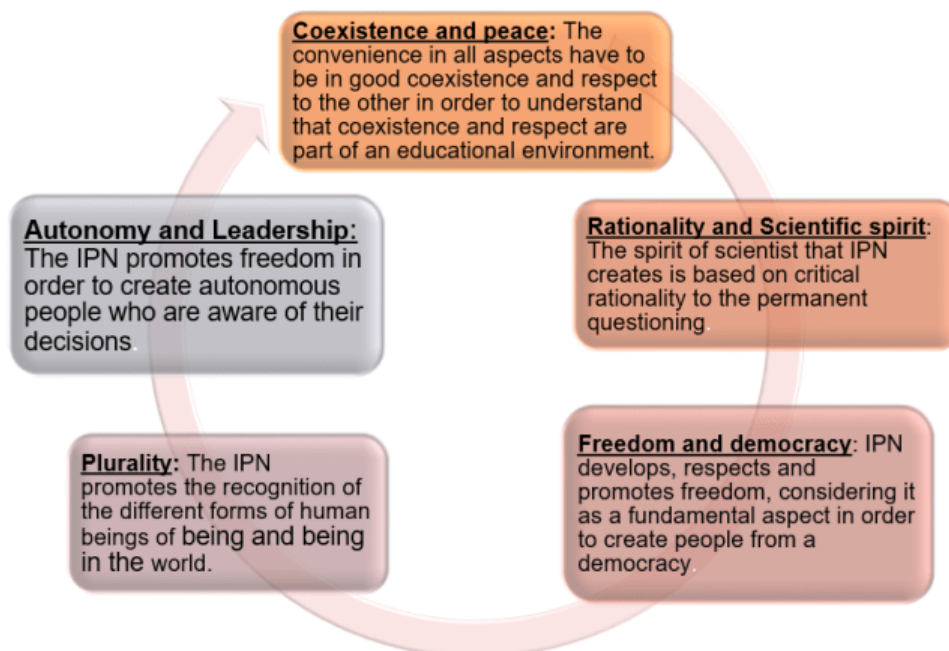 Coexistence and peace: The
convenience in all aspects have to
be in good coexistence and respect
to the other in order to understand
that coexistence and respect are
part of an educational environment.
Rationality and Scientific spirit:
The spirit of scientist that IPN
creates is based on critical
rationality to the permanent
questioning.
Freedom and democracy: IPN
develops, respects and
promotes freedom, considering it
as a fundamental aspect in order
to create people from a
democracy.
Plurality: The IPN
promotes the recognition of
the different forms of human
beings of being and being
in the world.
Autonomy and Leadership:
The IPN promotes freedom in
order to create autonomous
people who are aware of their
decisions.